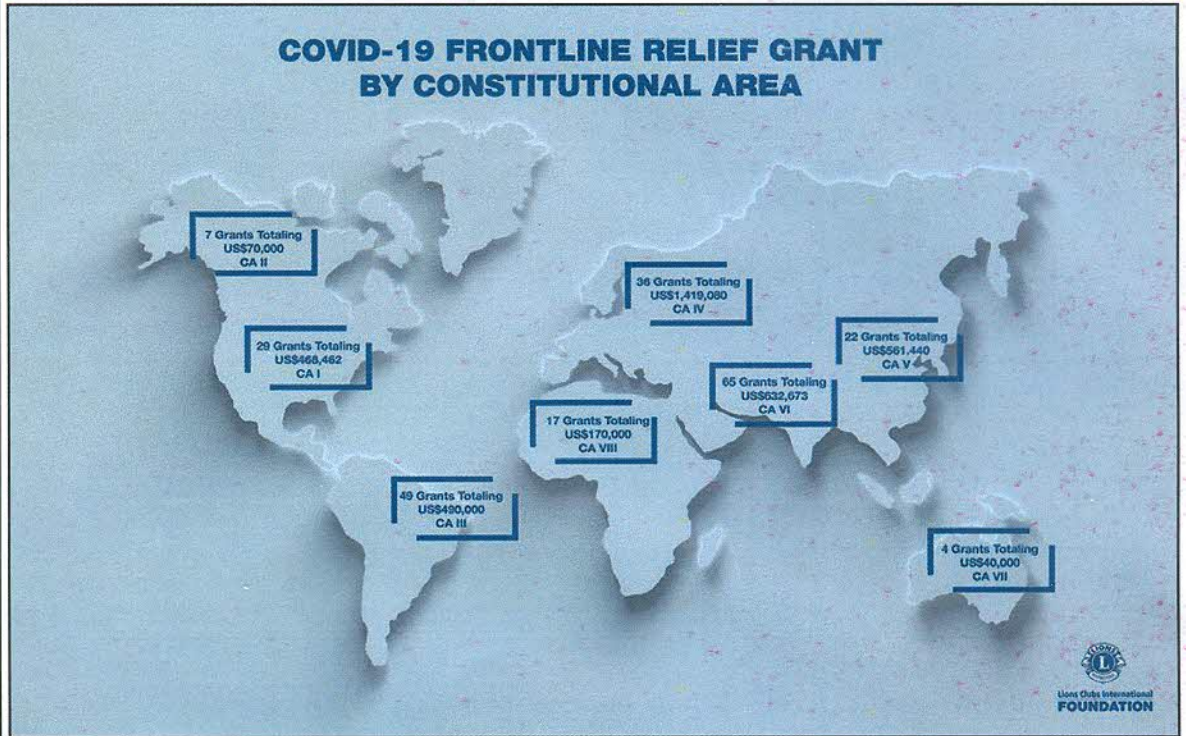 COVID-19 FRONTLINE RELIEF GRANT
BY CONSTITUTIONAL AREA
7 Grants Totaling
US$70,000
CA II
36 Grants Totaling
US$1,419,080
CA IV
29 Grants Totaling
US$468,462
CA I
22 Grants Totaling
US$561,440
CA V
65 Grants Totaling
US$632,673
CA VI
17 Grants Totaling
US$170,000
CA VIII
49 Grants Totaling
US$490,000
CA III
4 Grants Totaling
US$40,000
CA VII
LIONS
L
Lions Clubs International
FOUNDATION